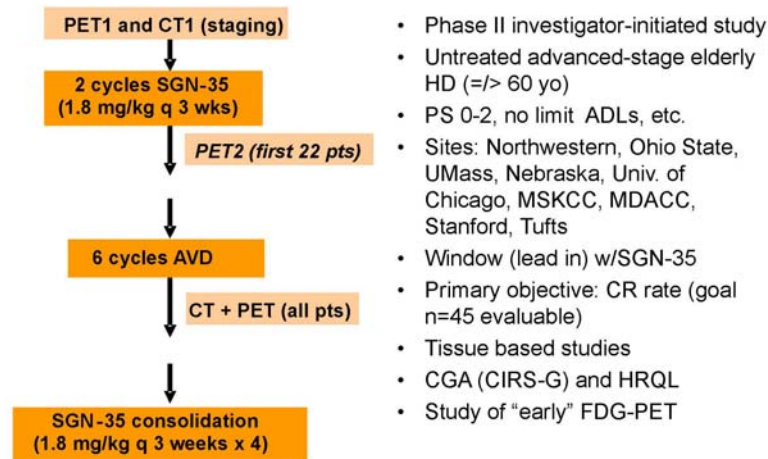 PET1 and CT1 (staging)
2 cycles SGN-35
(1.8 mg/kg q 3 wks)
PET2 (first 22 pts)
6 cycles AVD
CT + PET (all pts)
SGN-35 consolidation
(1.8 mg/kg q 3 weeks x 4)
• Phase II investigator-initiated study
• Untreated advanced-stage elderly
HD (=/> 60 yo)
• PS 0-2, no limit ADLs, etc.
• Sites: Northwestern, Ohio State,
UMass, Nebraska, Univ. of
Chicago, MSKCC, MDACC,
Stanford, Tufts
• Window (lead in) w/SGN-35
• Primary objective: CR rate (goal
n=45 evaluable)
• Tissue based studies
• CGA (CIRS-G) and HRQL
• Study of “early” FDG-PET